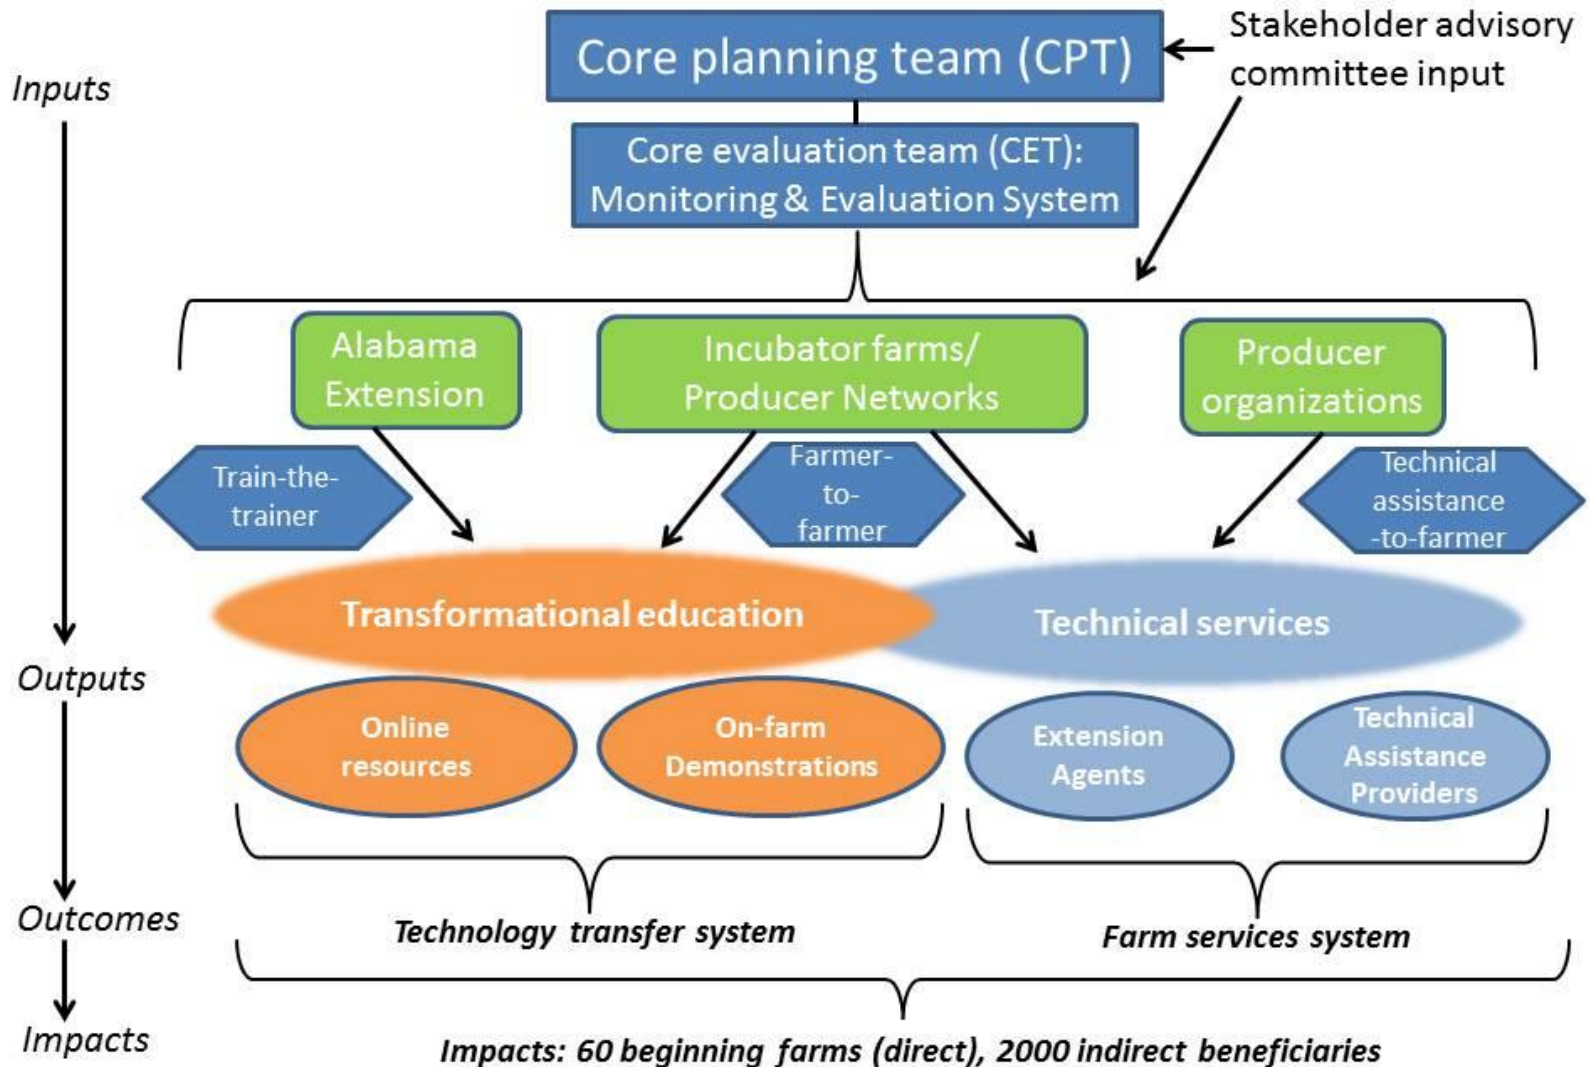 Inputs
Core planning team (CPT)
Stakeholder advisory
committee input
Core evaluation team (CET):
Monitoring & Evaluation System
Alabama
Extension
Incubator farms/
Producer Networks
Producer
organizations
Train-the-
trainer
Farmer-
to-
farmer
Technical
assistance
-to-farmer
Transformational education
Technical services
Outputs
Online
resources
On-farm
Demonstrations
Extension
Agents
Technical
Assistance
Providers
Outcomes
Technology transfer system
Farm services system
Impacts
Impacts: 60 beginning farms (direct), 2000 indirect beneficiaries